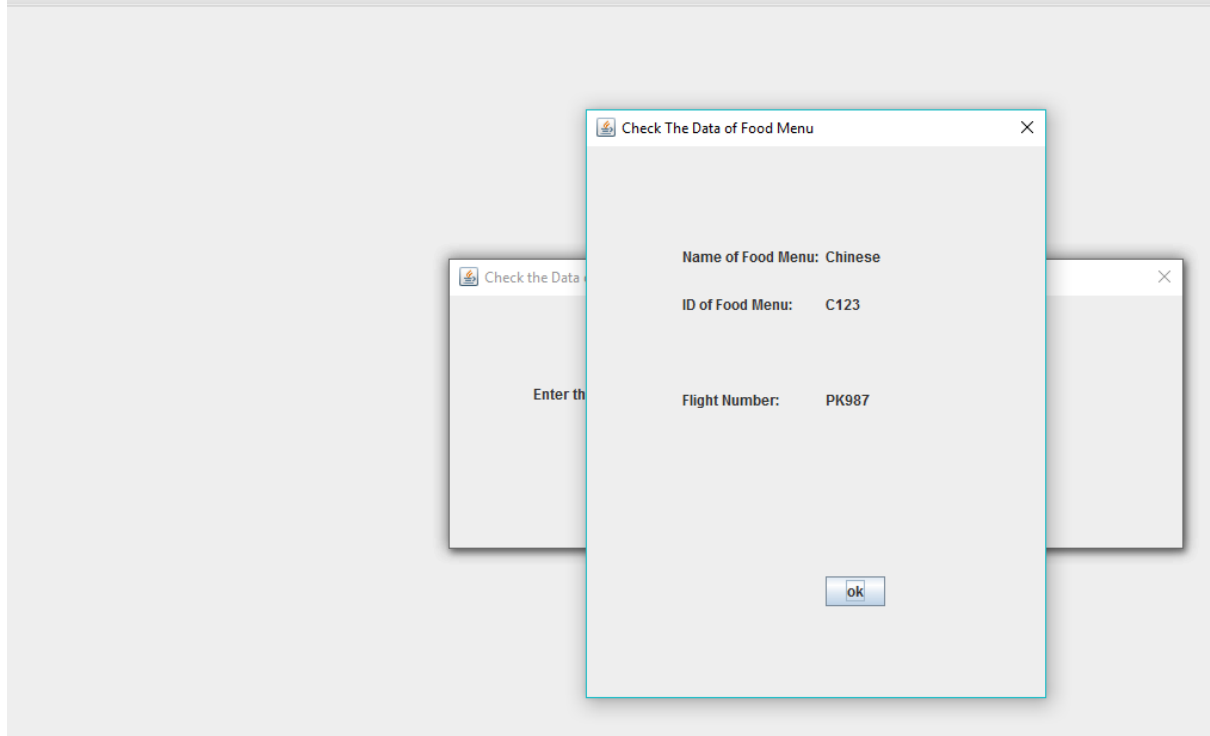 Check The Data of Food Menu
Name of Food Menu: Chinese
Check the Data
ID of Food Menu: C123
Enter th
Flight Number: PK987
ok